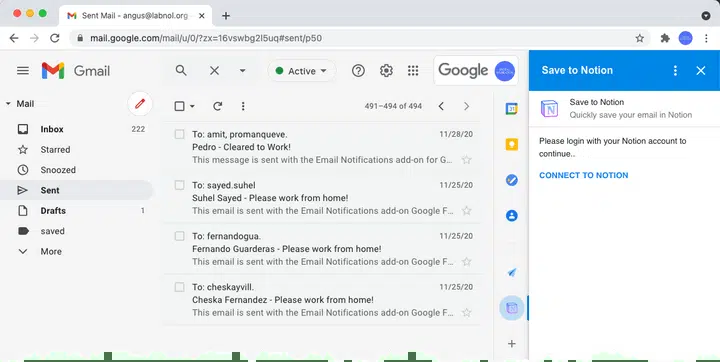 Sent Mail - angus@labnol.org -
mail.google.com/mail/u/0/?zx=16vswbg2l5uq#sent/p50
Gmail
Active
Google
Mail
Inbox 222
Starred
Snoozed
Sent
Drafts 1
saved
More
491–494 of 494
To: amit, promanqueve. 11/28/20
Pedro - Cleared to Work!
This message is sent with the Email Notifications add-on for G...
To: sayed.suhel 11/25/20
Suhel Sayed - Please work from home!
This email is sent with the Email Notifications add-on Google F...
To: fernandogua. 11/25/20
Fernando Guarderas - Please work from home!
This email is sent with the Email Notifications add-on Google F...
To: cheskayvill. 11/25/20
Cheska Fernandez - Please work from home!
This email is sent with the Email Notifications add-on Google F...
Save to Notion
Save to Notion
Quickly save your email in Notion
Please login with your Notion account to
continue..
CONNECT TO NOTION